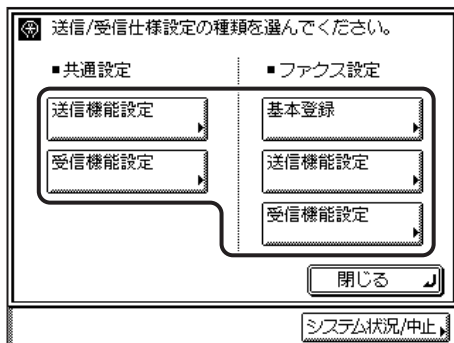 送信/受信仕様設定の種類を選んでください。
■共通設定
送信機能設定
受信機能設定
■ファクス設定
基本登録
送信機能設定
受信機能設定
閉じる
システム状況/中止